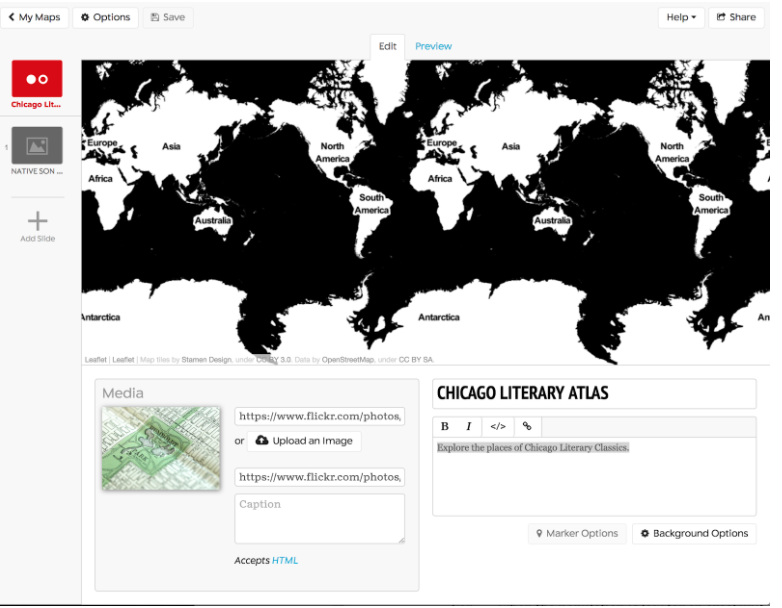 My Maps
Options
Save
Help
Share
Edit
Preview
Chicago Lit...
1
NATIVE SON ...
Add Slide
Europe
Asia
North
America
Europe
Asia
North
America
Africa
South
America
Africa
South
America
Australia
Australia
Antarctica
Antarctica
An
Leaflet | Leaflet | Map tiles by Stamen Design, under CC BY 3.0. Data by OpenStreetMap, under CC BY SA.
Media
https://www.flickr.com/photos,
or Upload an Image
https://www.flickr.com/photos,
Caption
Accepts HTML
CHICAGO LITERARY ATLAS
B I </>
Explore the places of Chicago Literary Classics.
Marker Options
Background Options